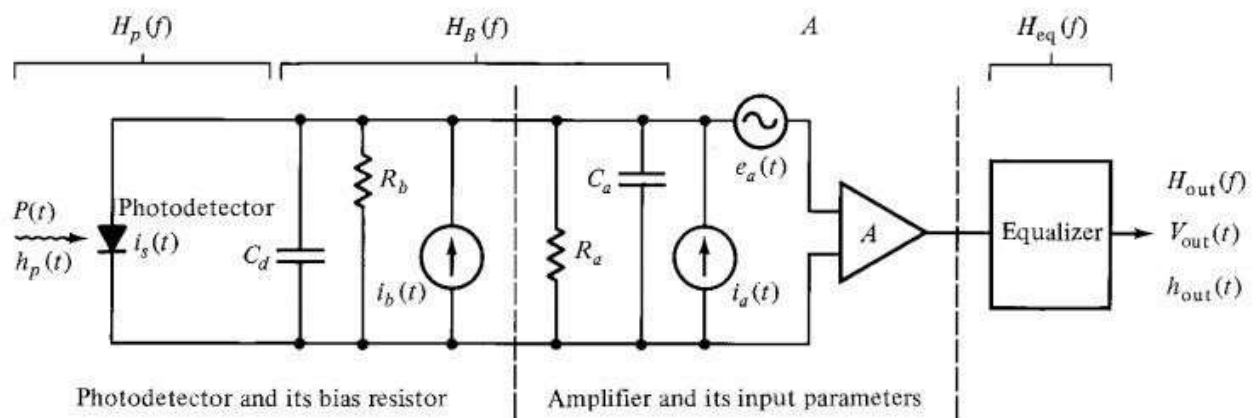 H_p(f)
H_B(f)
A
H_eq(f)
P(t)
h_p(t)
Photodetector
i_s(t)
C_d
R_b
i_b(t)
R_a
C_a
i_a(t)
e_a(t)
A
Equalizer
H_out(f)
V_out(t)
h_out(t)
Photodetector and its bias resistor
Amplifier and its input parameters